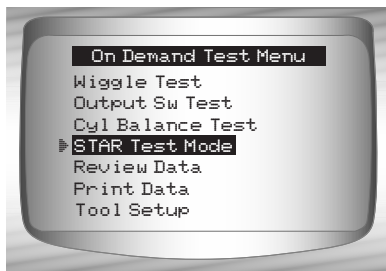 On Demand Test Menu
Wiggle Test
Output Sw Test
Cyl Balance Test
STAR Test Mode
Review Data
Print Data
Tool Setup